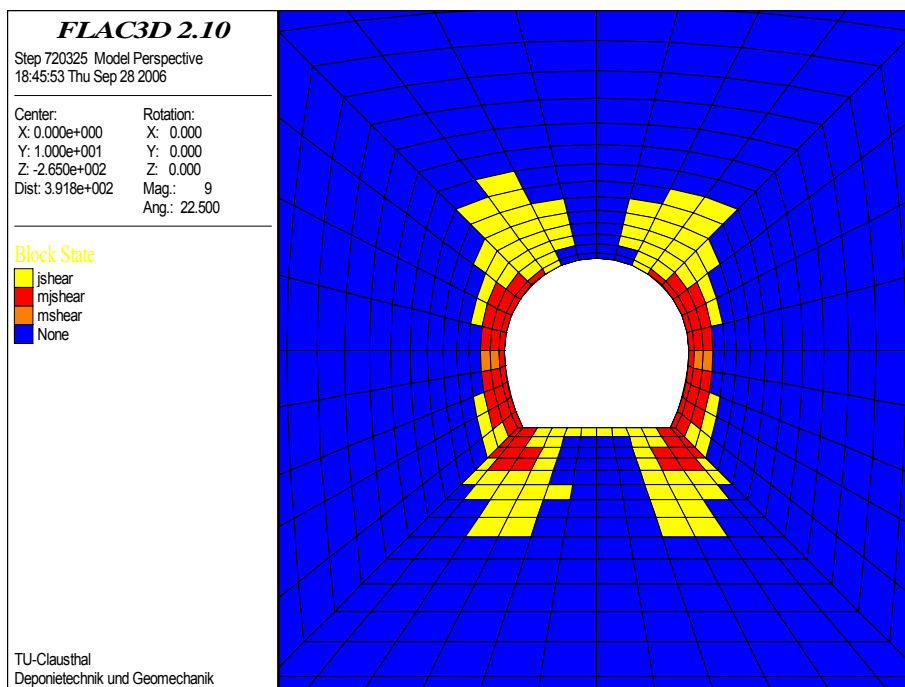 FLAC3D 2.10
Step 720325 Model Perspective
18:45:53 Thu Sep 28 2006
Center:
X: 0.000e+000
Y: 1.000e+001
Z: -2.650e+002
Dist: 3.918e+002
Rotation:
X: 0.000
Y: 0.000
Z: 0.000
Mag.: 9
Ang.: 22.500
Block State
jshear
mjshear
mshear
None
TU-Clausthal
Deponietechnik und Geomechanik